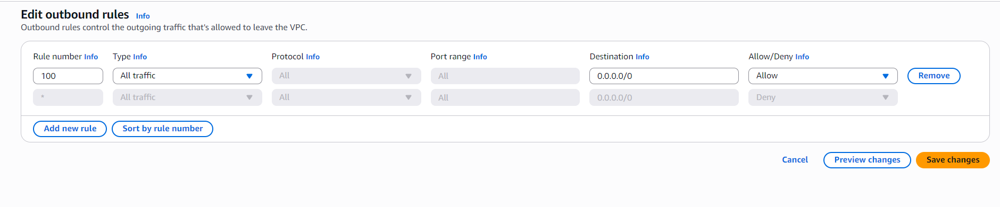 Edit outbound rules Info
Outbound rules control the outgoing traffic that's allowed to leave the VPC.
Rule number Info Type Info Protocol Info Port range Info Destination Info Allow/Deny Info
100 All traffic All All 0.0.0.0/0 Allow Remove
* All traffic All All 0.0.0.0/0 Deny
Add new rule Sort by rule number
Cancel Preview changes Save changes